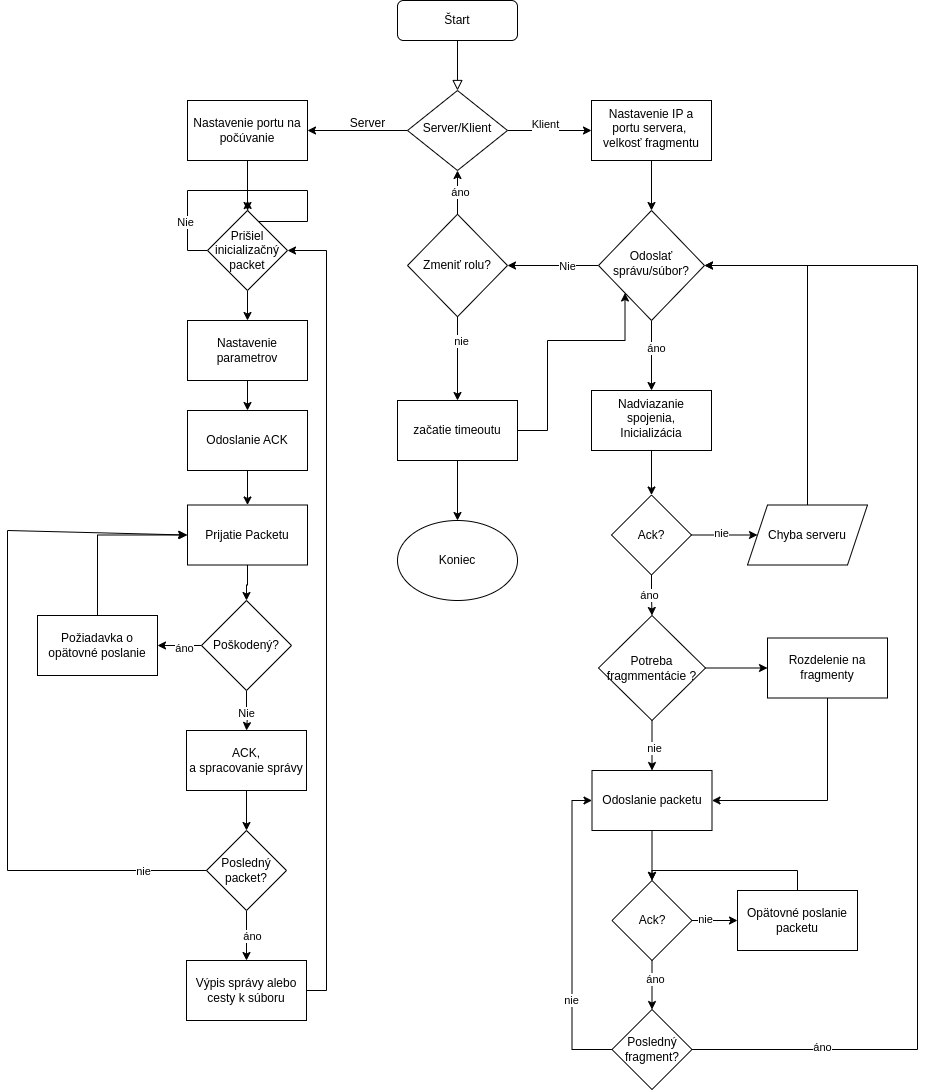 Štart
Server/Klient
Server
Klient
Nastavenie portu na
počúvanie
Nastavenie IP a
portu servera,
velkosť fragmentu
áno
Nie
Prišiel
inicializačný
packet
Zmeniť rolu?
Nie
Odoslať
správu/súbor?
nie
áno
Nastavenie
parametrov
začatie timeoutu
Nadviazanie
spojenia,
Inicializácia
Odoslanie ACK
Prijatie Packetu
Koniec
Ack?
nie
Chyba serveru
áno
Požiadavka o
opätovné poslanie
áno
Poškodený?
Potreba
fragmmentácie ?
Rozdelenie na
fragmenty
Nie
nie
ACK,
a spracovanie správy
Odoslanie packetu
nie
Posledný
packet?
áno
Ack?
nie
Opätovné poslanie
packetu
Výpis správy alebo
cesty k súboru
áno
nie
Posledný
fragment?
áno